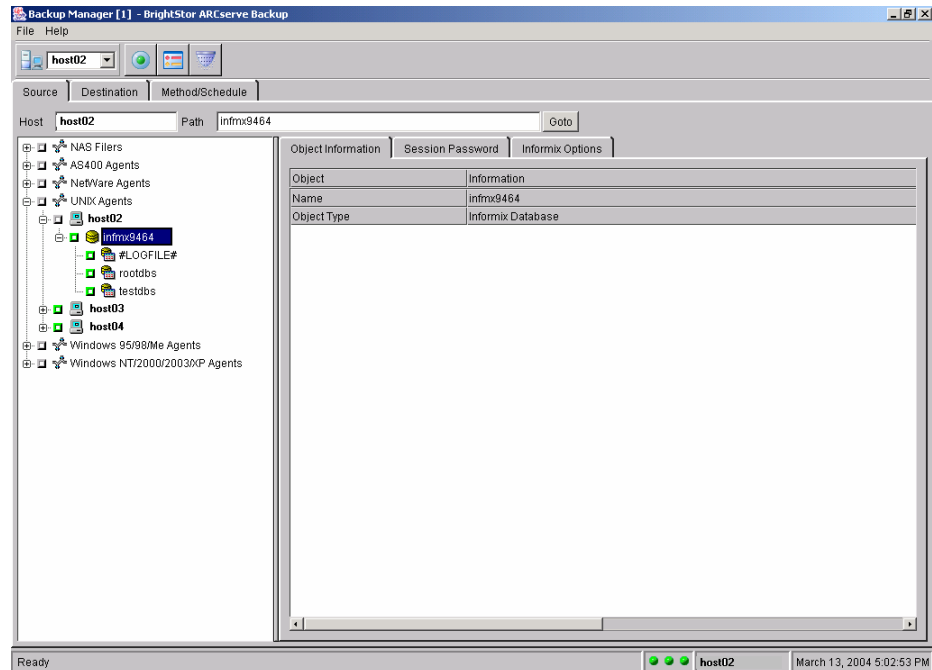 Backup Manager [1] - BrightStor ARCserve Backup
File Help
host02
Source Destination Method/Schedule
Host host02 Path infmx9464 Goto
NAS Filers
AS400 Agents
NetWare Agents
UNIX Agents
host02
infmx9464
#LOGFILE#
rootdbs
testdbs
host03
host04
Windows 95/98/Me Agents
Windows NT/2000/2003/XP Agents
Object Information Session Password Informix Options
Object Information
Name infmx9464
Object Type Informix Database
Ready host02 March 13, 2004 5:02:53 PM